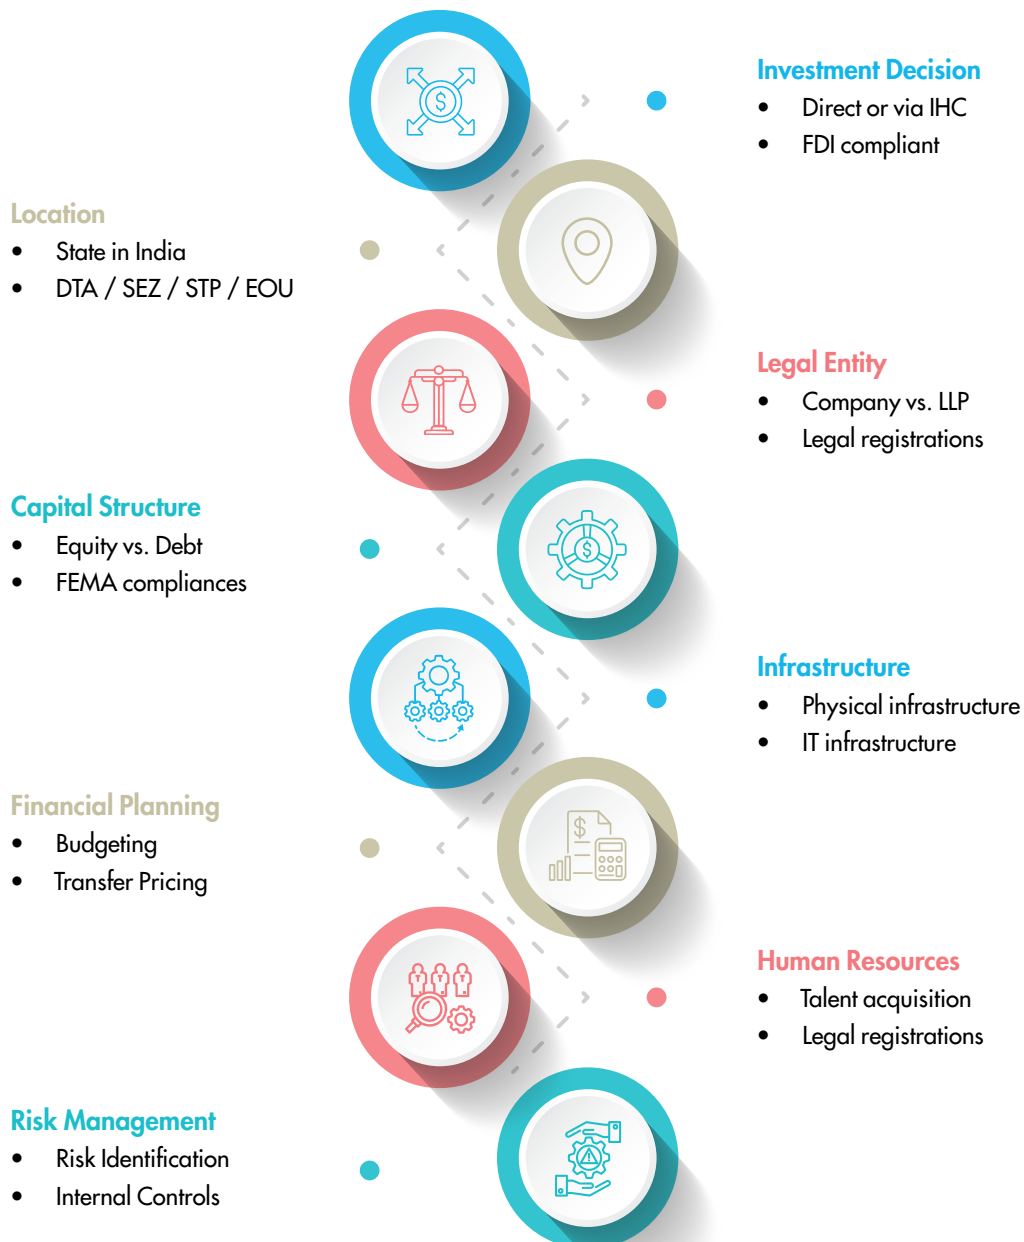 Investment Decision
• Direct or via IHC
• FDI compliant
Location
• State in India
• DTA / SEZ / STP / EOU
Legal Entity
• Company vs. LLP
• Legal registrations
Capital Structure
• Equity vs. Debt
• FEMA compliances
Infrastructure
• Physical infrastructure
• IT infrastructure
Financial Planning
• Budgeting
• Transfer Pricing
Human Resources
• Talent acquisition
• Legal registrations
Risk Management
• Risk Identification
• Internal Controls